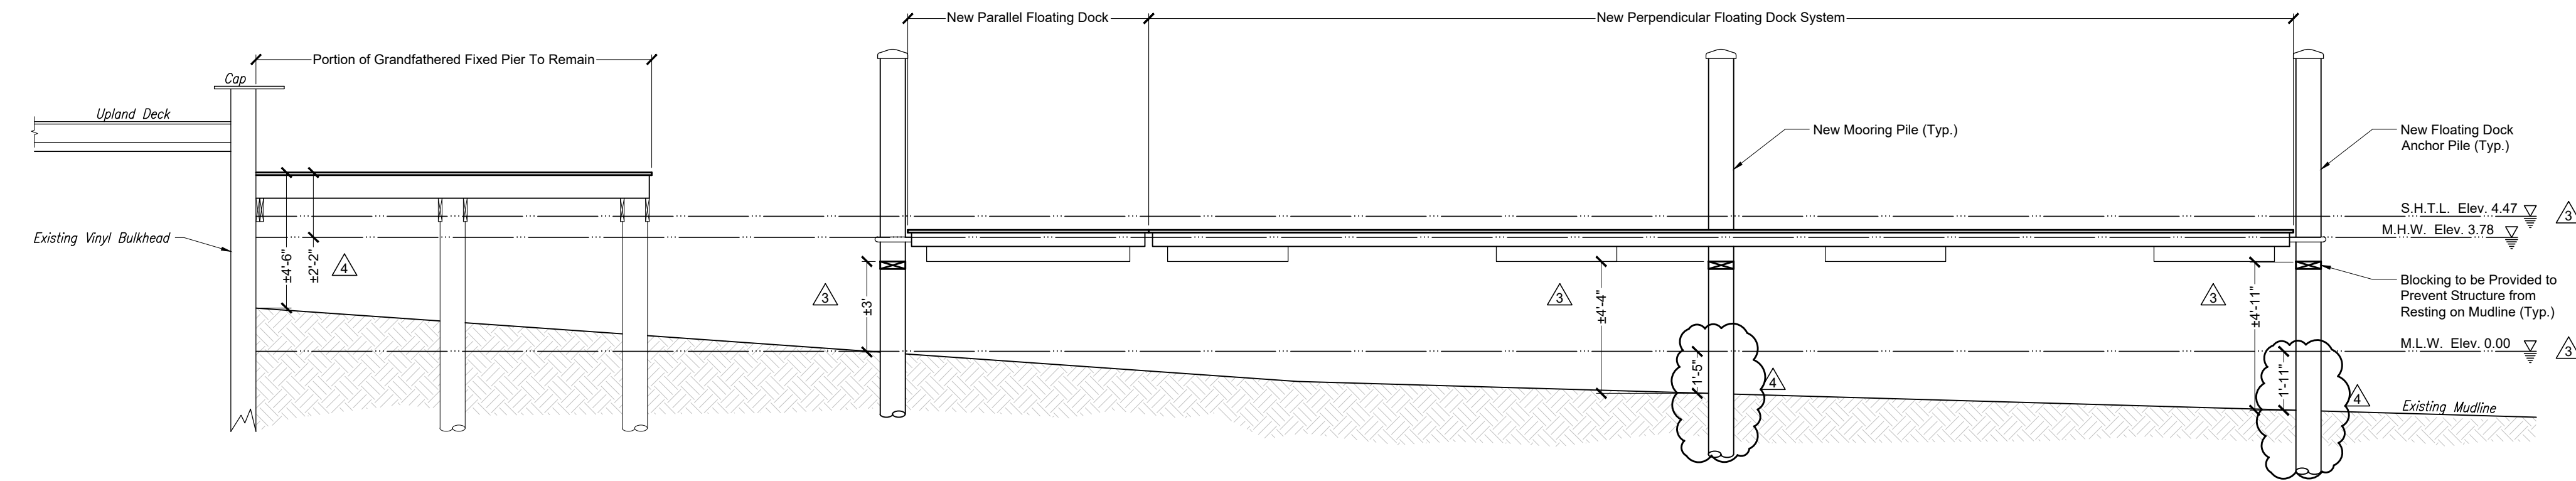 New Parallel Floating Dock
New Perpendicular Floating Dock System
Portion of Grandfathered Fixed Pier To Remain
Cap
Upland Deck
New Mooring Pile (Typ.)
New Floating Dock
Anchor Pile (Typ.)
S.H.T.L. Elev. 4.47
3
M.H.W. Elev. 3.78
Existing Vinyl Bulkhead
±4'-6"
±2'-2"
4
3
±3'
3
±4'-4"
3
±4'-11"
Blocking to be Provided to
Prevent Structure from
Resting on Mudline (Typ.)
M.L.W. Elev. 0.00
3
1'-5"
4
1'-11"
4
Existing Mudline